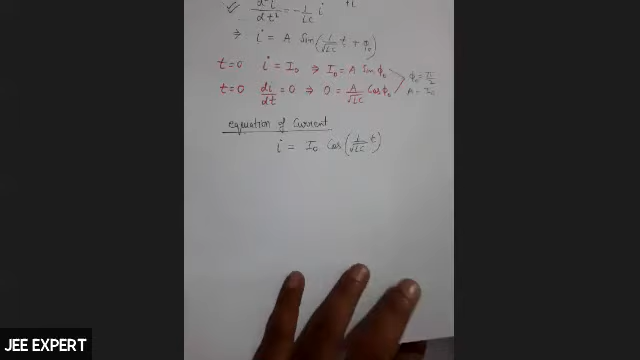 d²i/dt² = -1/LC i
⇒ i = A Sin(1/√LC t + φ₀)
t=0 i = I₀ ⇒ I₀ = A Sin φ₀
t=0 di/dt = 0 ⇒ 0 = A/√LC Cos φ₀
φ₀ = π/2
A = I₀
equation of Current
i = I₀ Cos(1/√LC t)
JEE EXPERT